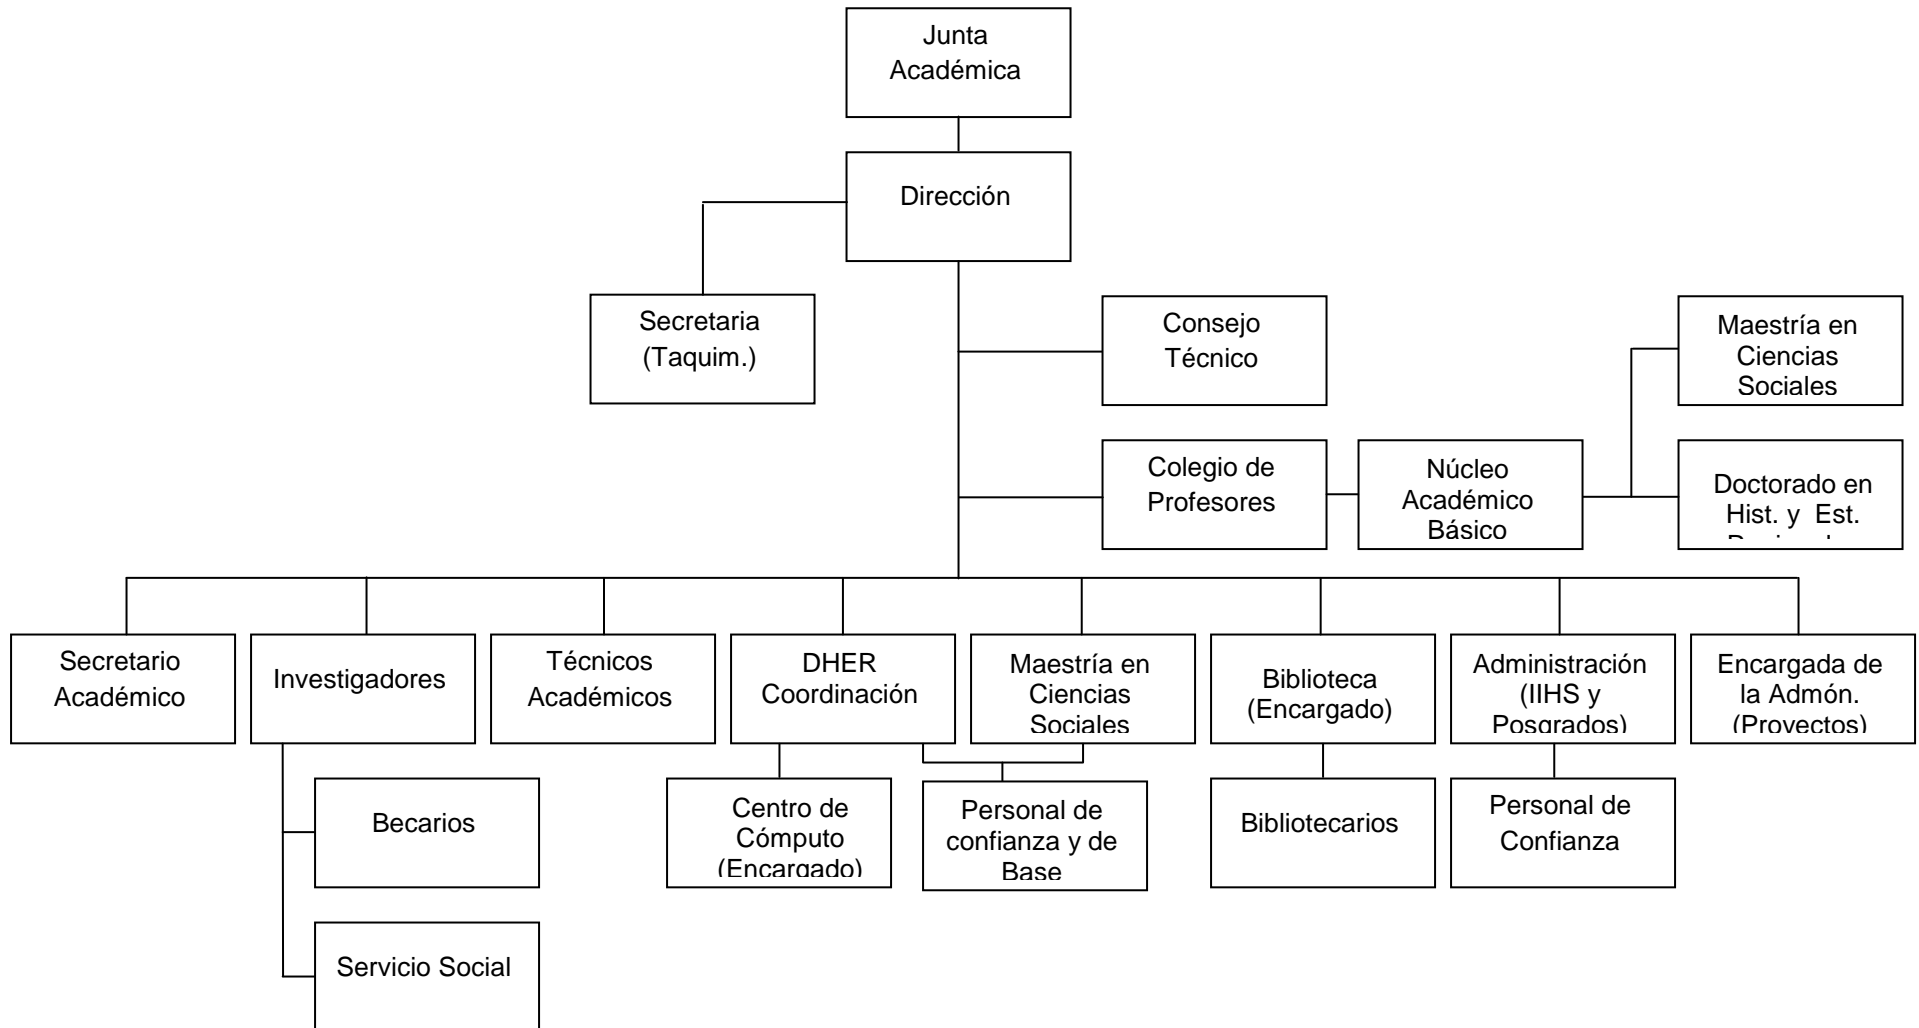 Junta
Académica
Dirección
Secretaria
(Taquim.)
Consejo
Técnico
Maestría en
Ciencias
Sociales
Colegio de
Profesores
Núcleo
Académico
Básico
Doctorado en
Hist. y Est.
Secretario
Académico
Investigadores
Técnicos
Académicos
DHER
Coordinación
Maestría en
Ciencias
Sociales
Biblioteca
(Encargado)
Administración
(IIHS y
Posgrados)
Encargada de
la Admón.
(Proyectos)
Becarios
Centro de
Cómputo
(Encargado)
Personal de
confianza y de
Base
Bibliotecarios
Personal de
Confianza
Servicio Social